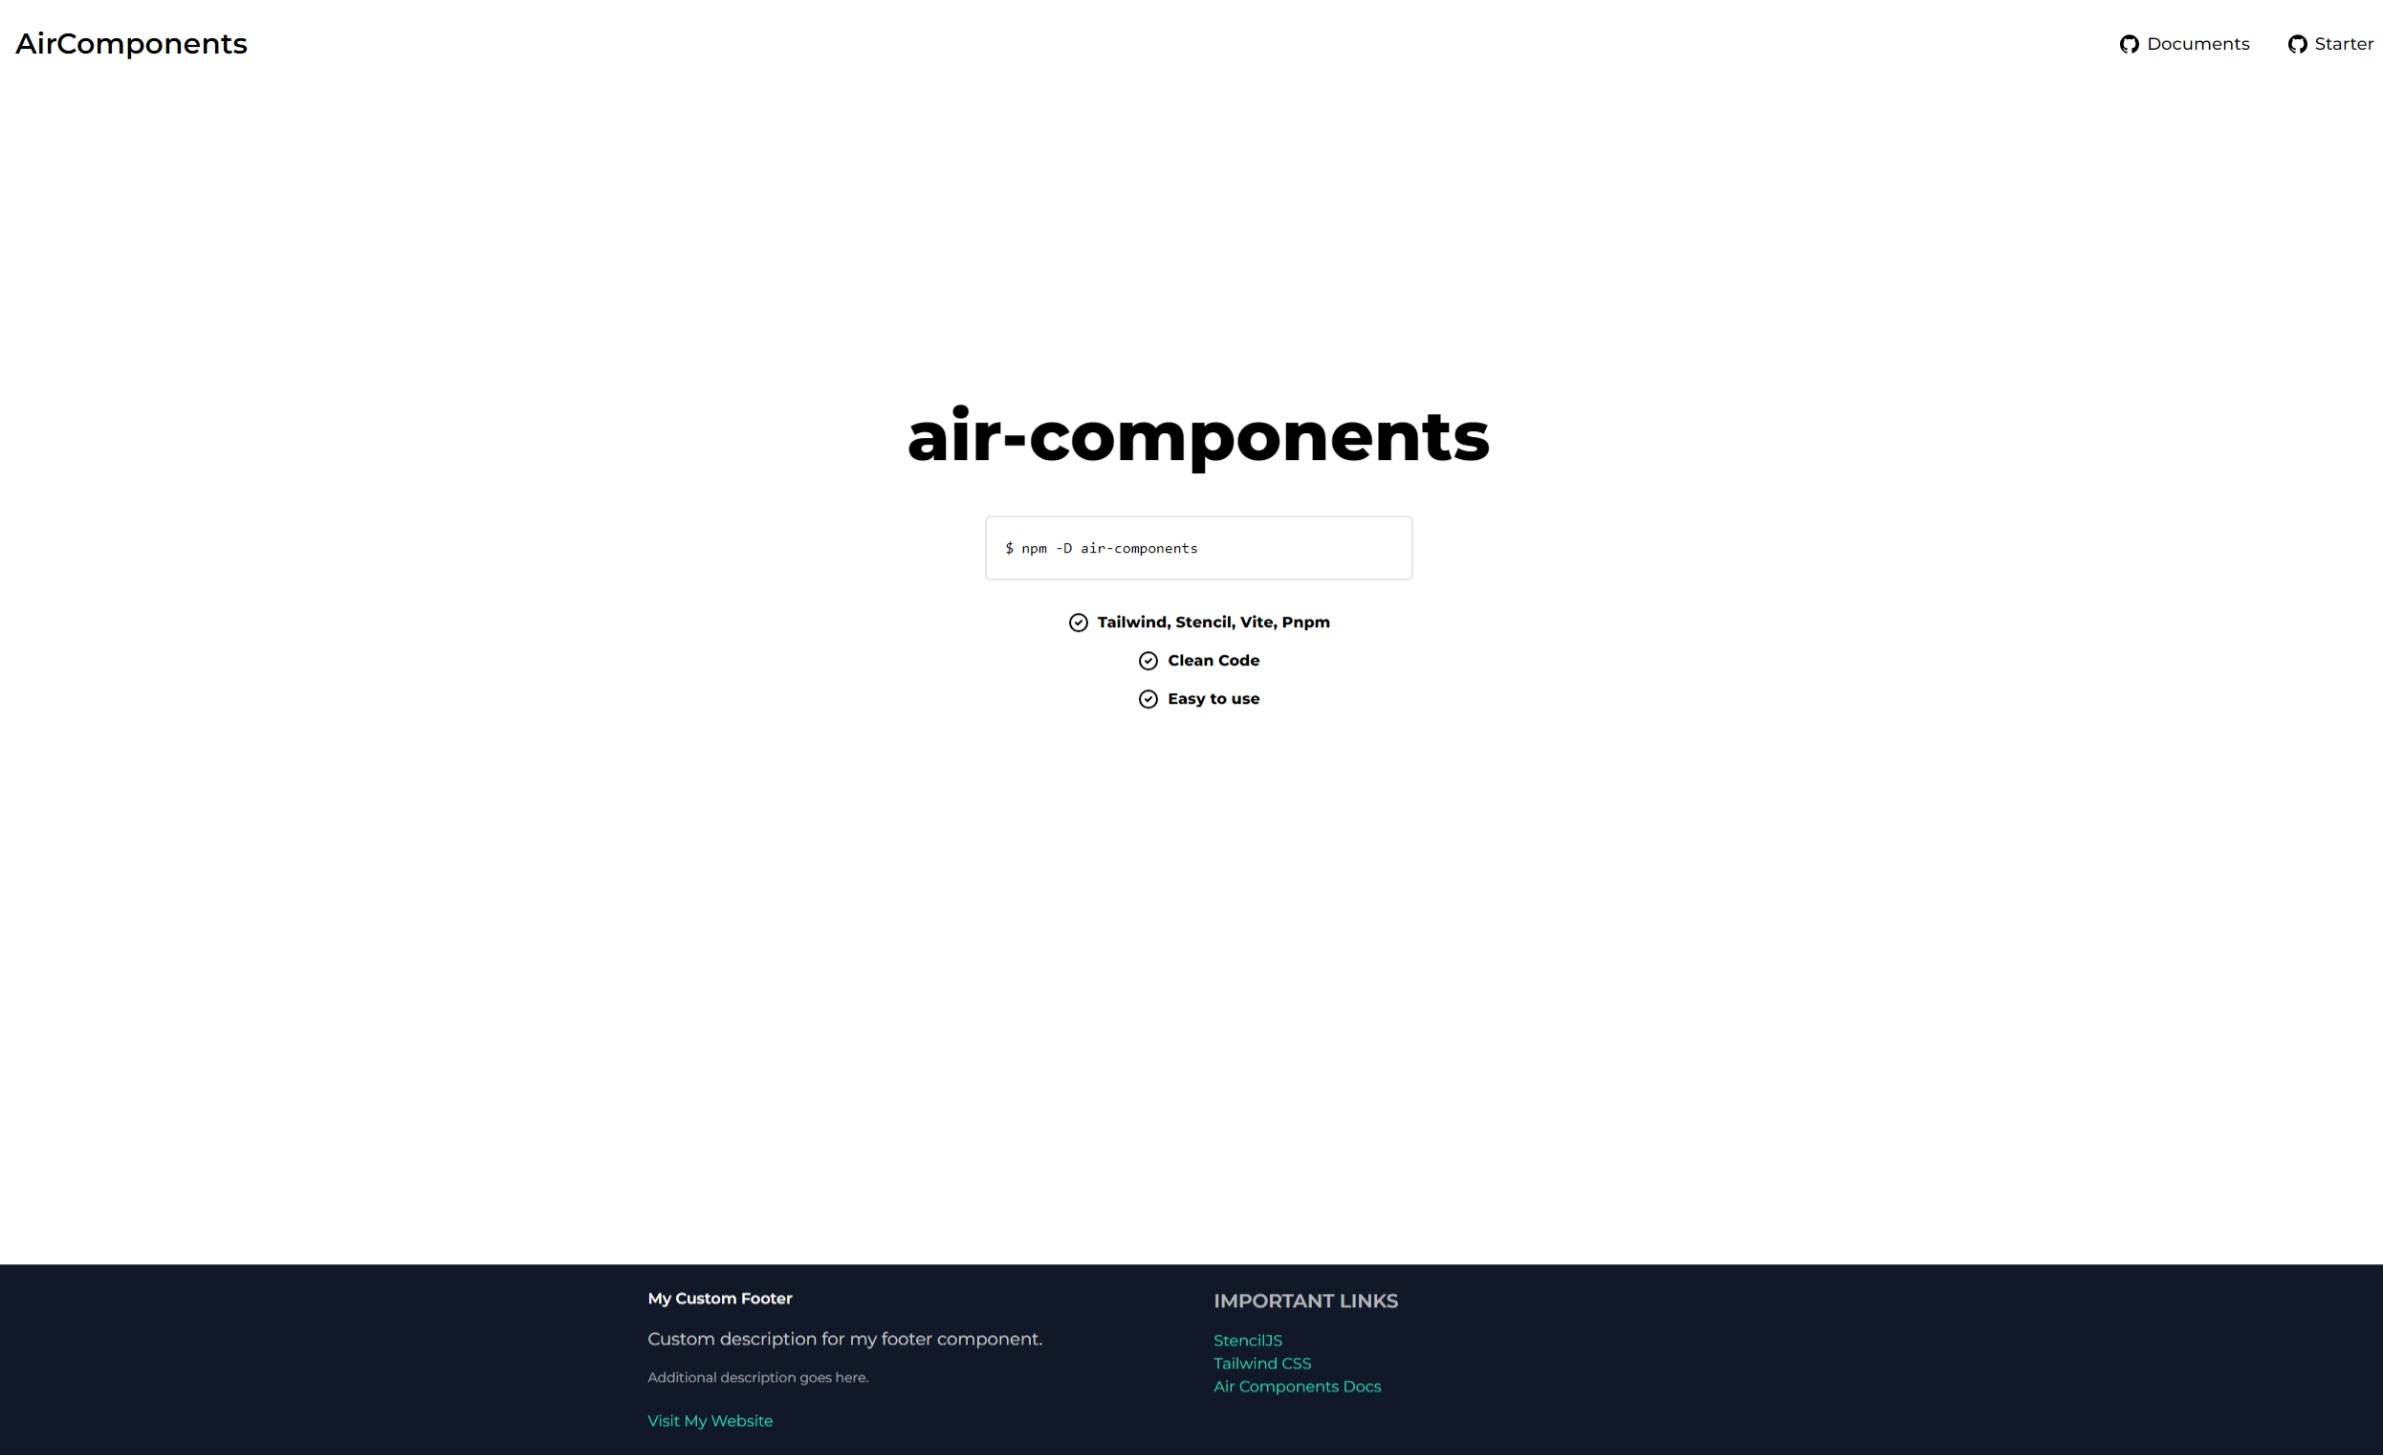 AirComponents
Documents
Starter
air-components
$ npm -D air-components
Tailwind, Stencil, Vite, Pnpm
Clean Code
Easy to use
My Custom Footer
Custom description for my footer component.
Additional description goes here.
Visit My Website
IMPORTANT LINKS
StencilJS
Tailwind CSS
Air Components Docs